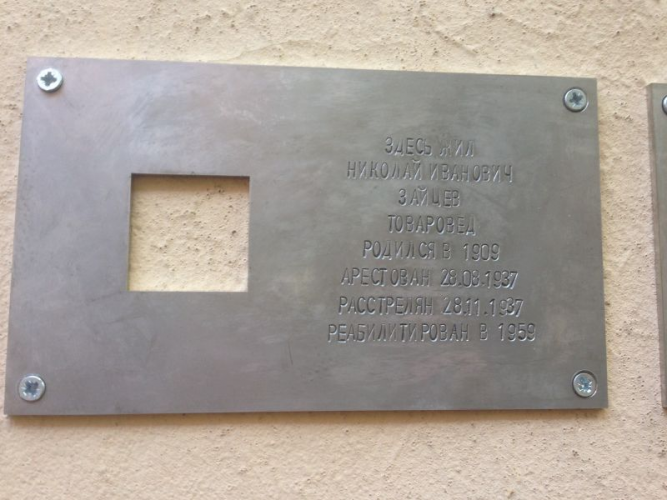 ЗДЕСЬ ЖИЛ
НИКОЛАЙ ИВАНОВИЧ
ЗАЙЦЕВ
ТОВАРОВЕД
РОДИЛСЯ В 1909
АРЕСТОВАН 28.08.1937
РАССТРЕЛЯН 28.11.1937
РЕАБИЛИТИРОВАН В 1959